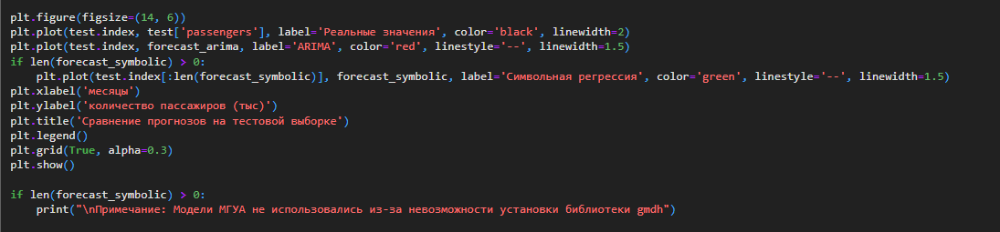 plt.figure(figsize=(14, 6))
plt.plot(test.index, test['passengers'], label='Реальные значения', color='black', linewidth=2)
plt.plot(test.index, forecast_arima, label='ARIMA', color='red', linestyle='--', linewidth=1.5)
if len(forecast_symbolic) > 0:
    plt.plot(test.index[:len(forecast_symbolic)], forecast_symbolic, label='Символьная регрессия', color='green', linestyle='--', linewidth=1.5)
plt.xlabel('месяцы')
plt.ylabel('количество пассажиров (тыс)')
plt.title('Сравнение прогнозов на тестовой выборке')
plt.legend()
plt.grid(True, alpha=0.3)
plt.show()

if len(forecast_symbolic) > 0:
    print("\nПримечание: Модели МГУА не использовались из-за невозможности установки библиотеки gmdh")